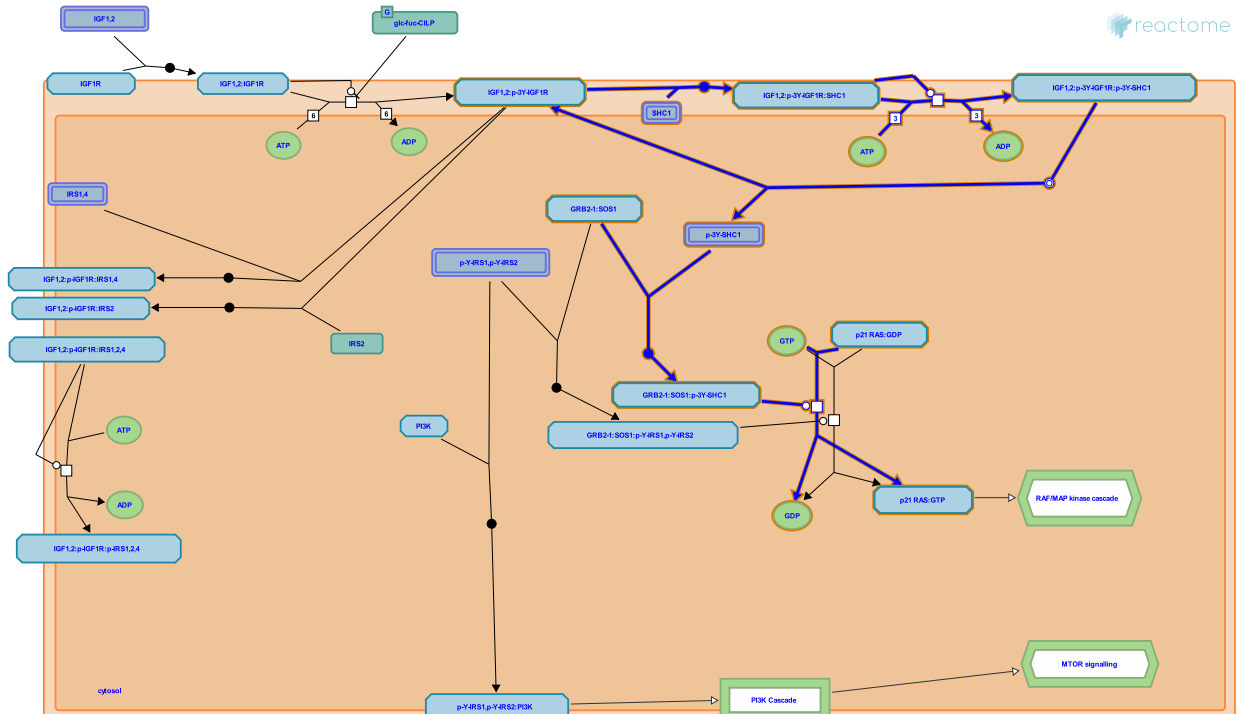 IGF1,2
G
glc-fuc-CILP
reactome
IGF1R
IGF1,2:IGF1R
IGF1,2:p-3Y-IGF1R
IGF1,2:p-3Y-IGF1R:SHC1
IGF1,2:p-3Y-IGF1R:p-3Y-SHC1
SHC1
6
6
3
3
ATP
ADP
ATP
ADP
IRS1,4
GRB2-1:SOS1
p-3Y-SHC1
p-Y-IRS1,p-Y-IRS2
IGF1,2:p-IGF1R:IRS1,4
IGF1,2:p-IGF1R:IRS2
IGF1,2:p-IGF1R:IRS1,2,4
IRS2
GTP
p21 RAS:GDP
GRB2-1:SOS1:p-3Y-SHC1
ATP
PI3K
GRB2-1:SOS1:p-Y-IRS1,p-Y-IRS2
ADP
GDP
p21 RAS:GTP
RAF/MAP kinase cascade
IGF1,2:p-IGF1R:p-IRS1,2,4
MTOR signalling
cytosol
p-Y-IRS1,p-Y-IRS2:PI3K
PI3K Cascade